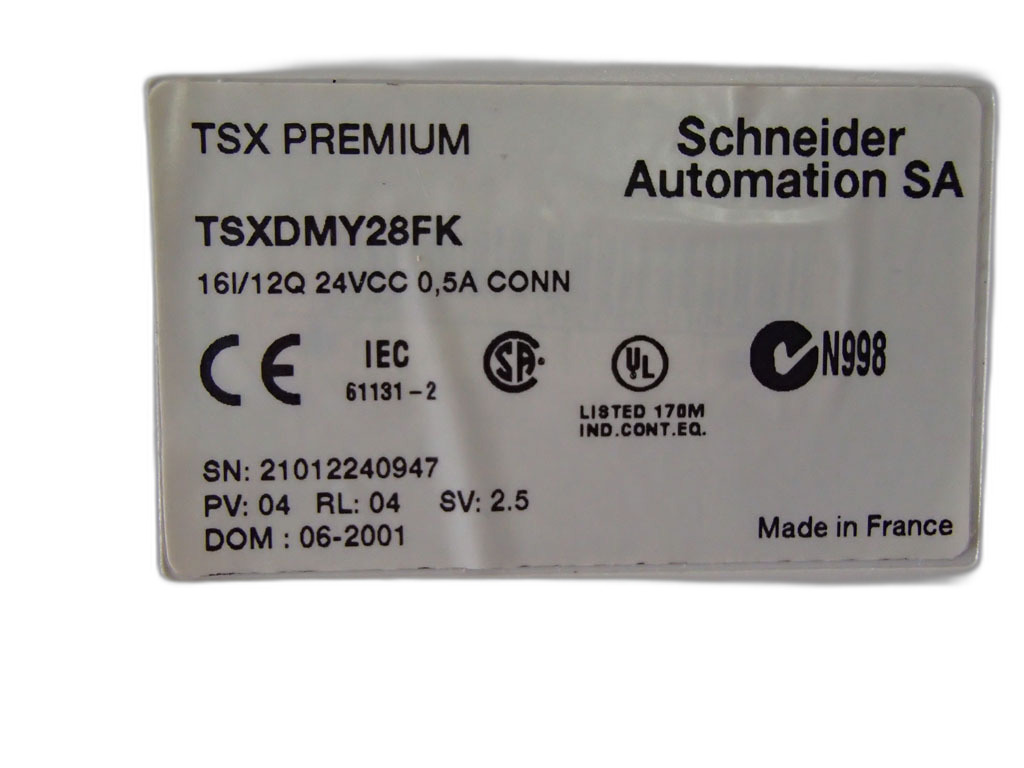 TSX PREMIUM
Schneider
Automation SA
TSXDMY28FK
16I/12Q 24VCC 0,5A CONN
CE
IEC
61131-2
SA
UL
LISTED 170M
IND.CONT.EQ.
N998
SN: 21012240947
PV: 04 RL: 04 SV: 2.5
DOM : 06-2001
Made in France